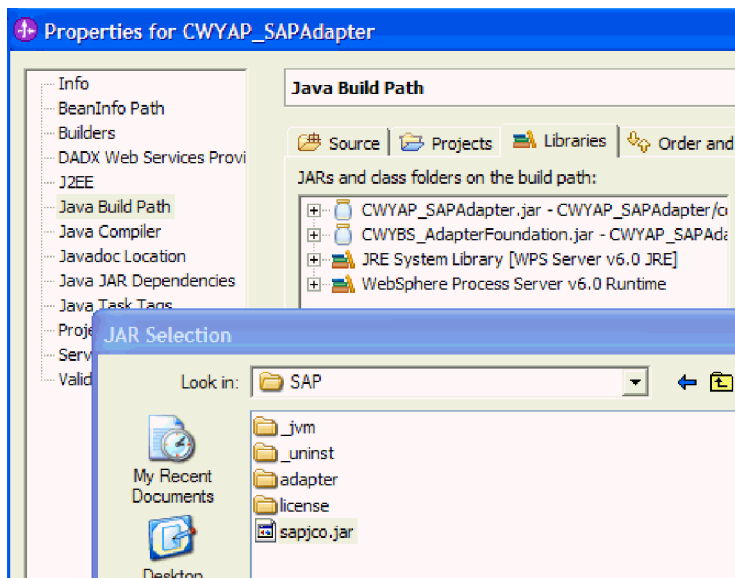 Properties for CWYAP_SAPAdapter
Info
BeanInfo Path
Builders
DADX Web Services Provi
J2EE
Java Build Path
Java Compiler
Javadoc Location
Java JAR Dependencies
Java Task Tags
Proje
Serv
Valid
Java Build Path
Source
Projects
Libraries
Order and
JARs and class folders on the build path:
CWYAP_SAPAdapter.jar - CWYAP_SAPAdapter/c
CWYBS_AdapterFoundation.jar - CWYAP_SAPAda
JRE System Library [WPS Server v6.0 JRE]
WebSphere Process Server v6.0 Runtime
JAR Selection
Look in:
SAP
My Recent
Documents
Desktop
_jvm
_uninst
adapter
license
sapjco.jar